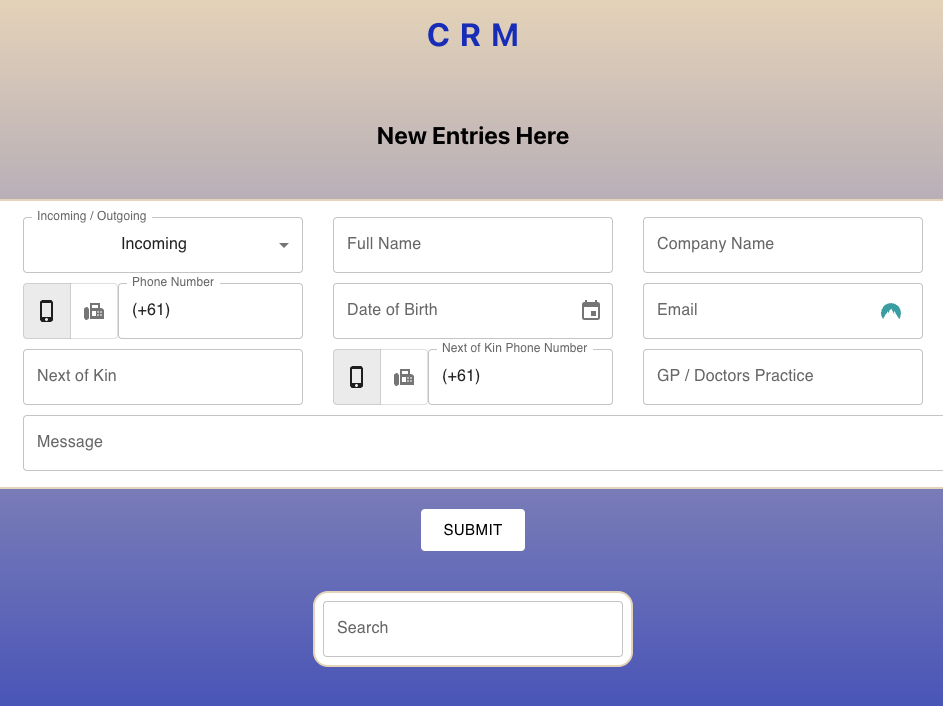 C R M
New Entries Here
Incoming / Outgoing
Incoming
Full Name
Company Name
Phone Number
(+61)
Date of Birth
Email
Next of Kin
Next of Kin Phone Number
(+61)
GP / Doctors Practice
Message
SUBMIT
Search